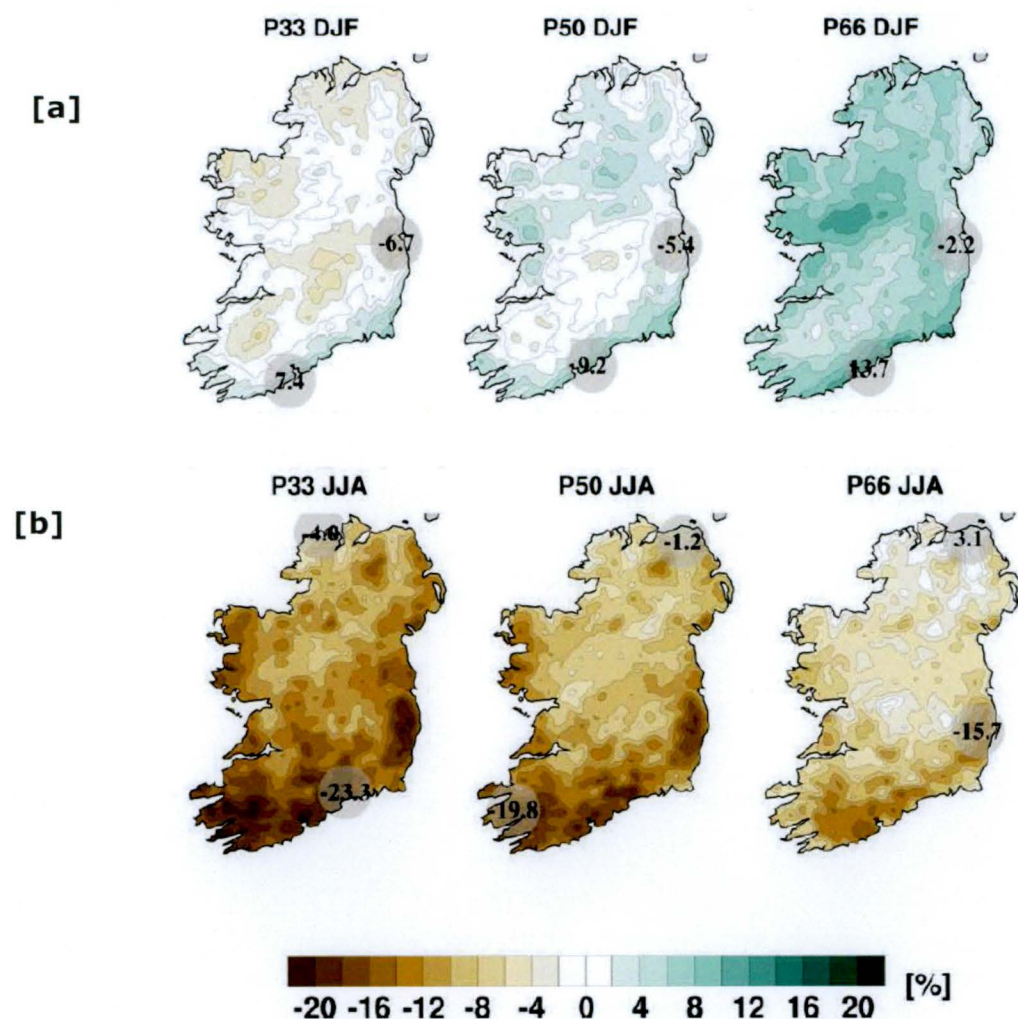 P33 DJF P50 DJF P66 DJF
[a]
-6.7 -5.4 -2.2
7.4 9.2 13.7
P33 JJA P50 JJA P66 JJA
[b]
-1.2 3.1
-15.7
-23.3 -19.8
-20 -16 -12 -8 -4 0 4 8 12 16 20 [%]